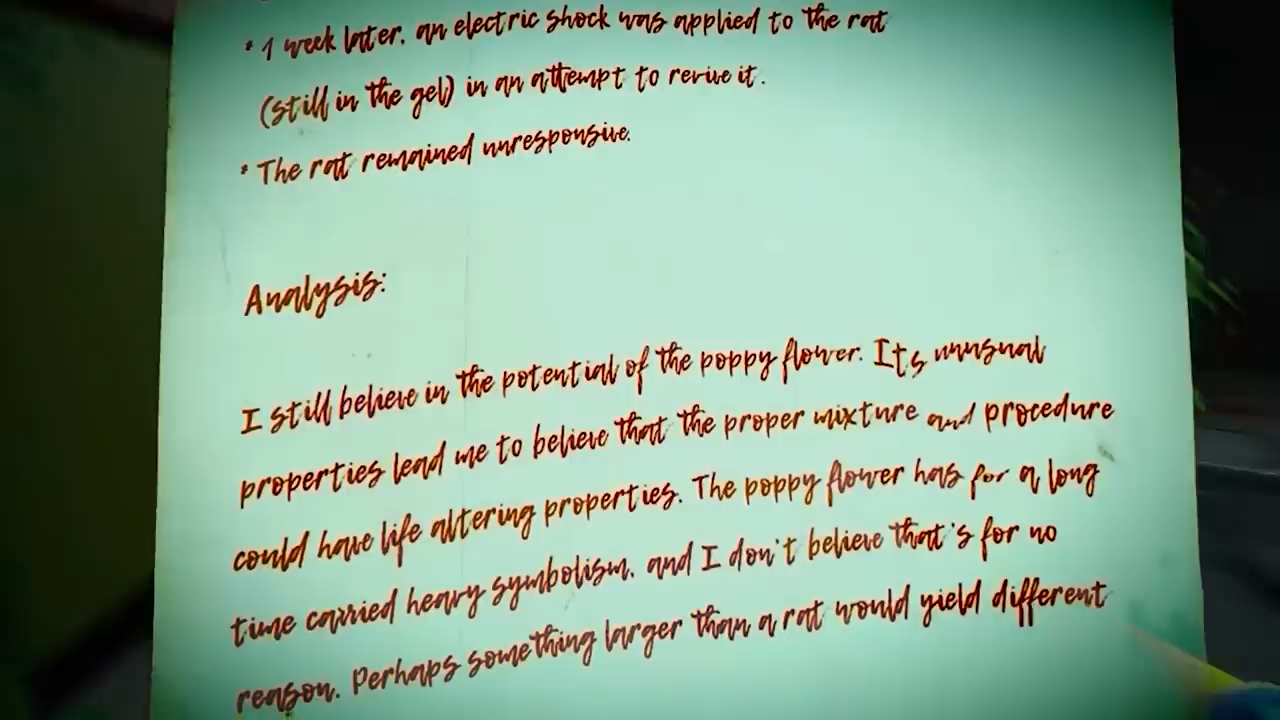 * 1 week later, an electric shock was applied to the rat
(still in the gel) in an attempt to revive it.
* The rat remained unresponsive.
Analysis:
I still believe in the potential of the poppy flower. Its unusual
properties lead me to believe that the proper mixture and procedure
could have life altering properties. The poppy flower has for a long
time carried heavy symbolism, and I don't believe that's for no
reason. Perhaps something larger than a rat would yield different